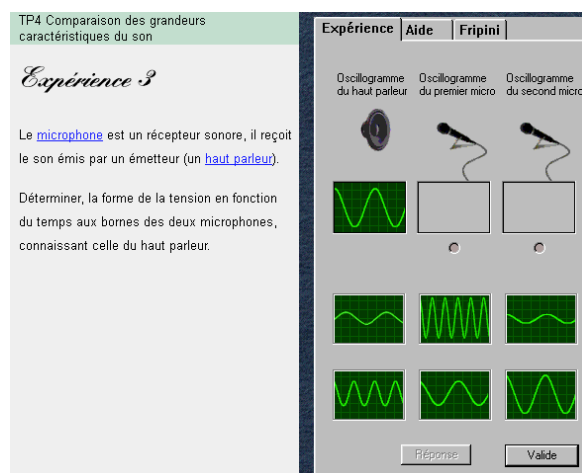 TP4 Comparaison des grandeurs
caractéristiques du son
Expérience 3
Le microphone est un récepteur sonore, il reçoit
le son émis par un émetteur (un haut parleur).
Déterminer, la forme de la tension en fonction
du temps aux bornes des deux microphones,
connaissant celle du haut parleur.
Expérience Aide Fripini
Oscillogramme
du haut parleur
Oscillogramme
du premier micro
Oscillogramme
du second micro
Réponse Valide